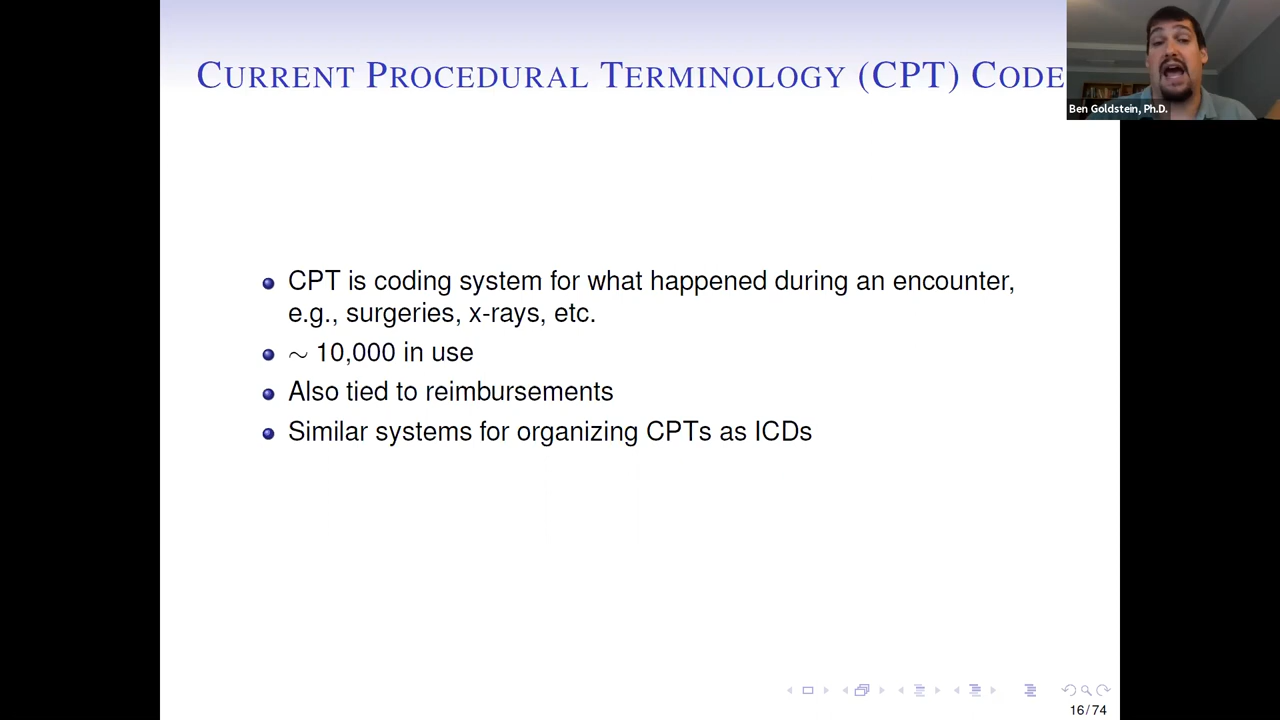 CURRENT PROCEDURAL TERMINOLOGY (CPT) CODE
Ben Goldstein, Ph.D.
CPT is coding system for what happened during an encounter,
e.g., surgeries, x-rays, etc.
∼ 10,000 in use
Also tied to reimbursements
Similar systems for organizing CPTs as ICDs
16/74